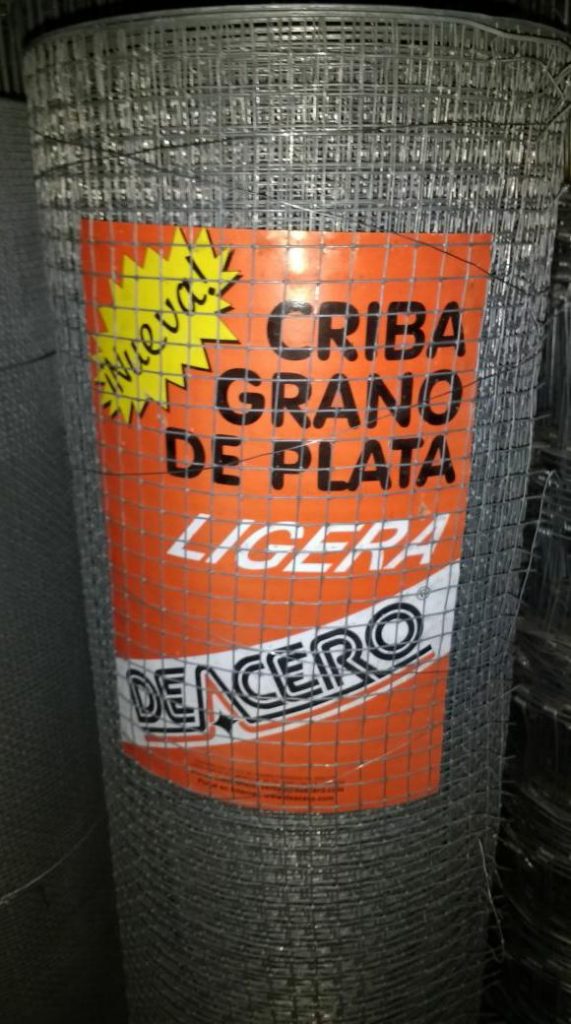 ¡Nueva!
CRIBA
GRANO
DE PLATA
LIGERA
DEACERO®